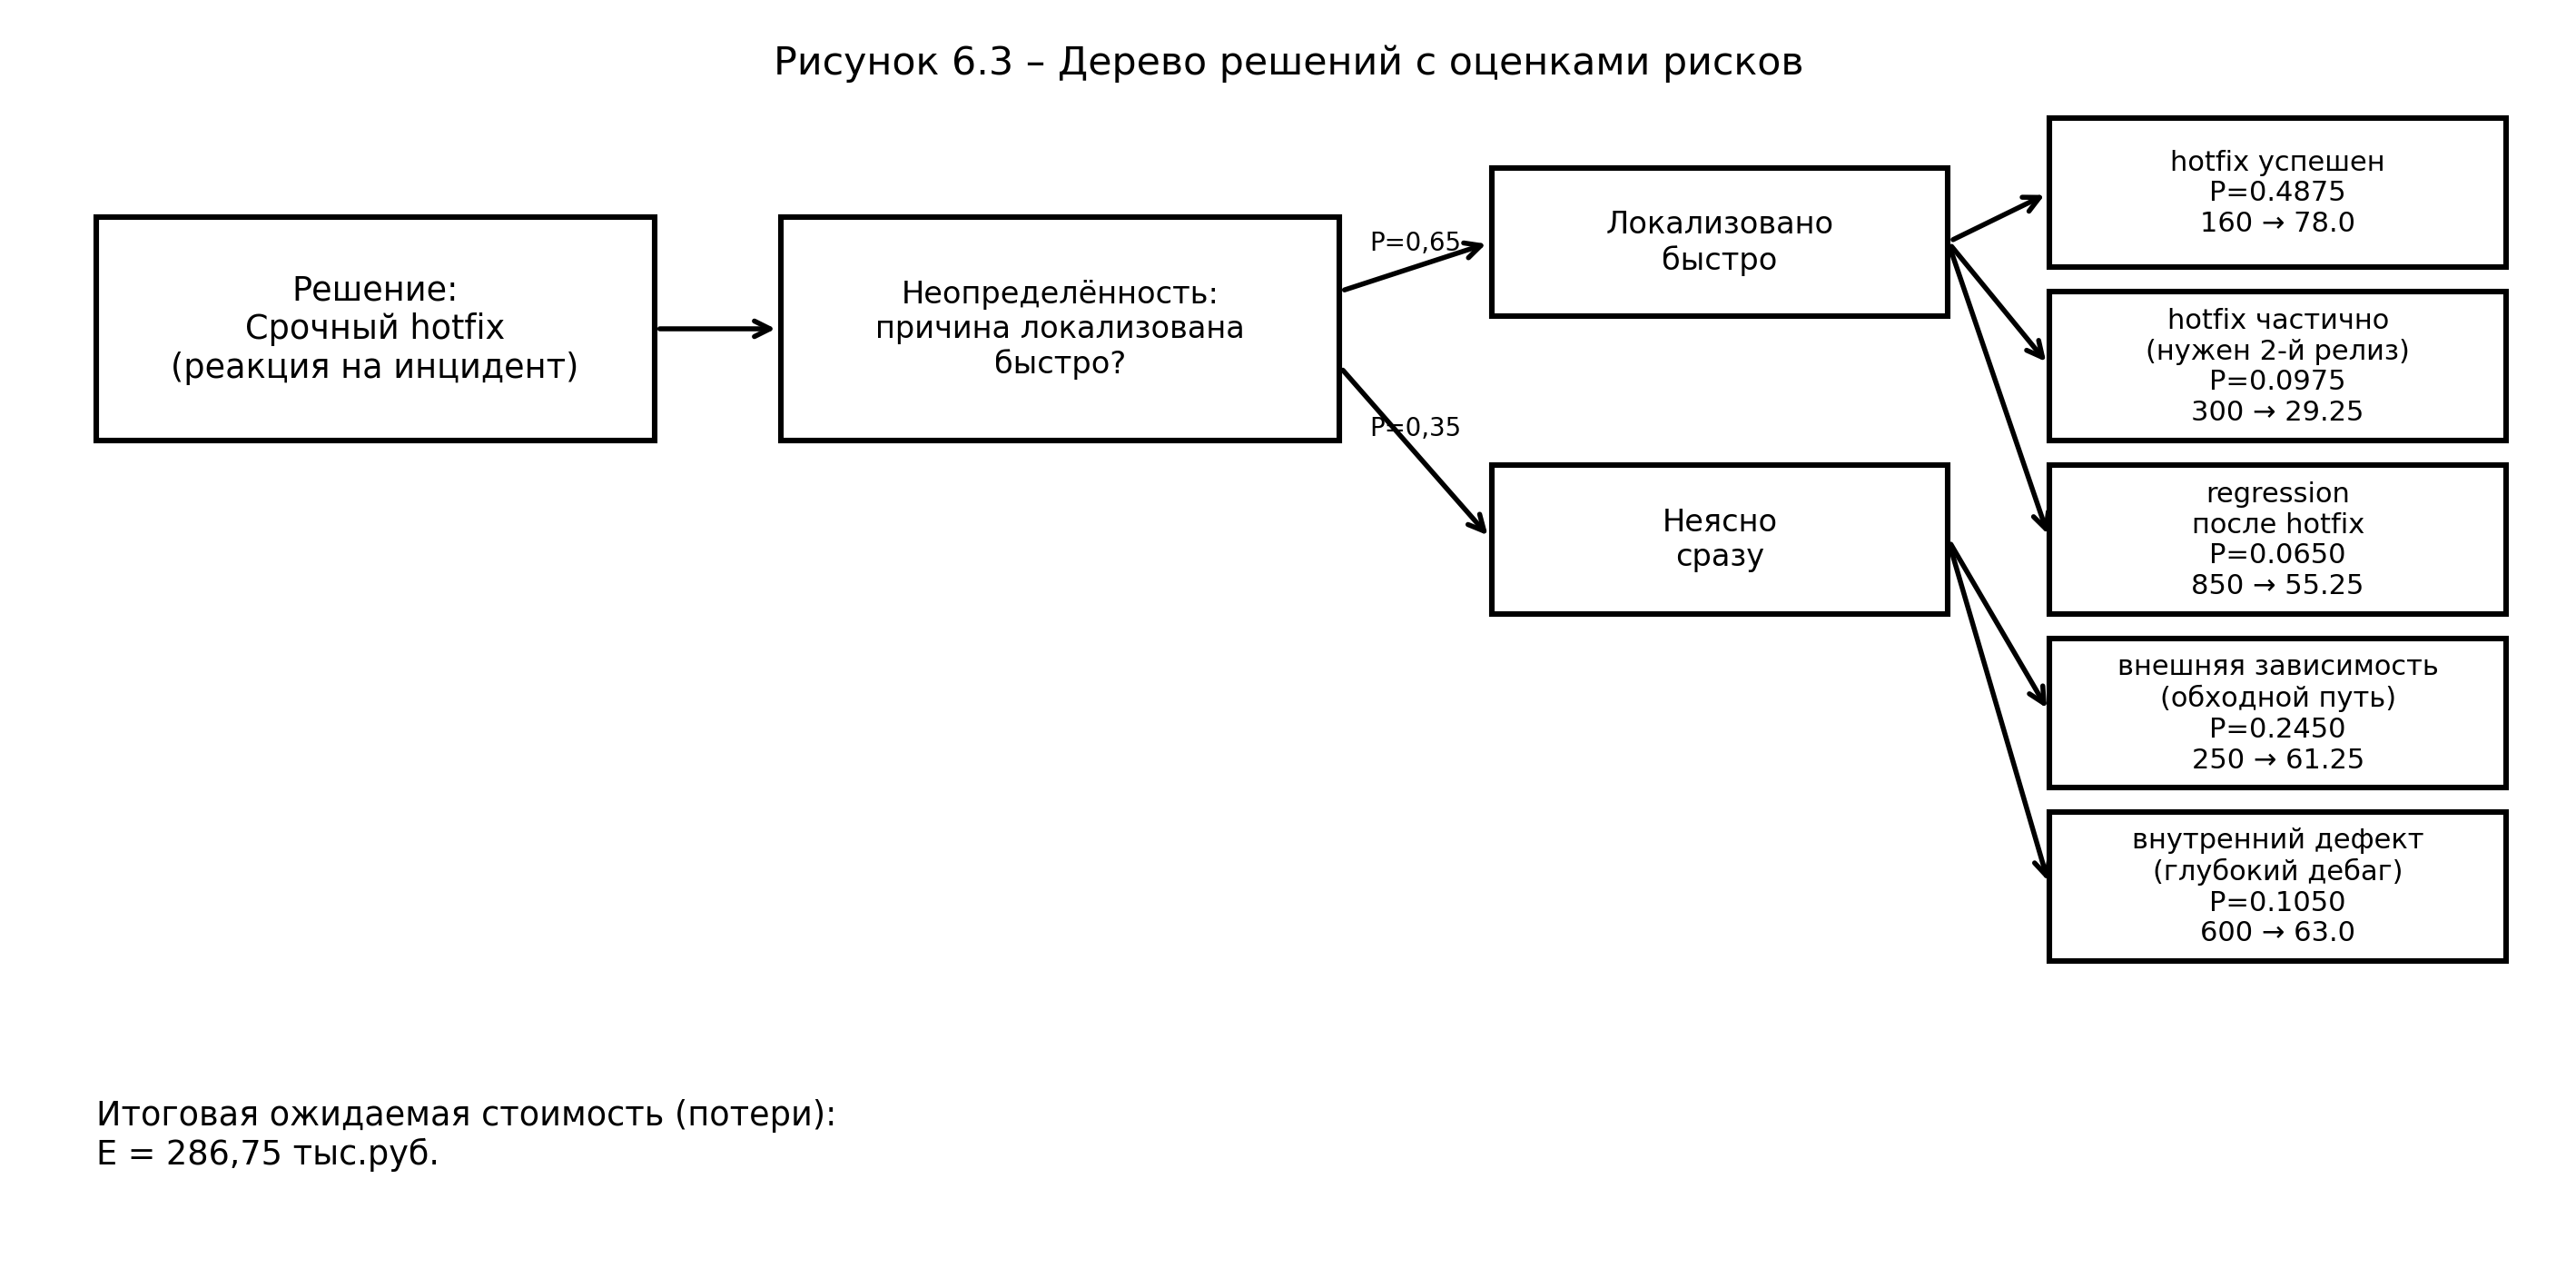 Рисунок 6.3 – Дерево решений с оценками рисков
Решение:
Срочный hotfix
(реакция на инцидент)
Неопределённость:
причина локализована
быстро?
P=0,65
P=0,35
Локализовано
быстро
Неясно
сразу
hotfix успешен
P=0.4875
160 → 78.0
hotfix частично
(нужен 2-й релиз)
P=0.0975
300 → 29.25
regression
после hotfix
P=0.0650
850 → 55.25
внешняя зависимость
(обходной путь)
P=0.2450
250 → 61.25
внутренний дефект
(глубокий дебаг)
P=0.1050
600 → 63.0
Итоговая ожидаемая стоимость (потери):
E = 286,75 тыс.руб.